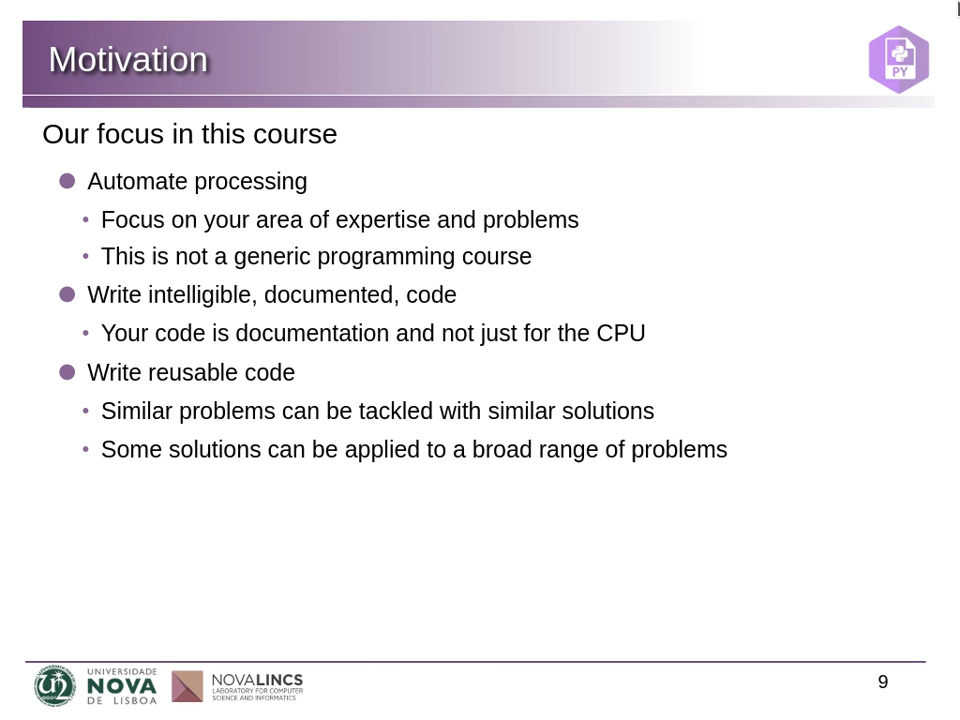 Motivation
PY
Our focus in this course
Automate processing
Focus on your area of expertise and problems
This is not a generic programming course
Write intelligible, documented, code
Your code is documentation and not just for the CPU
Write reusable code
Similar problems can be tackled with similar solutions
Some solutions can be applied to a broad range of problems
UNIVERSIDADE
NOVA
DE LISBOA
NOVALINCS
LABORATORY FOR COMPUTER
SCIENCE AND INFORMATICS
9